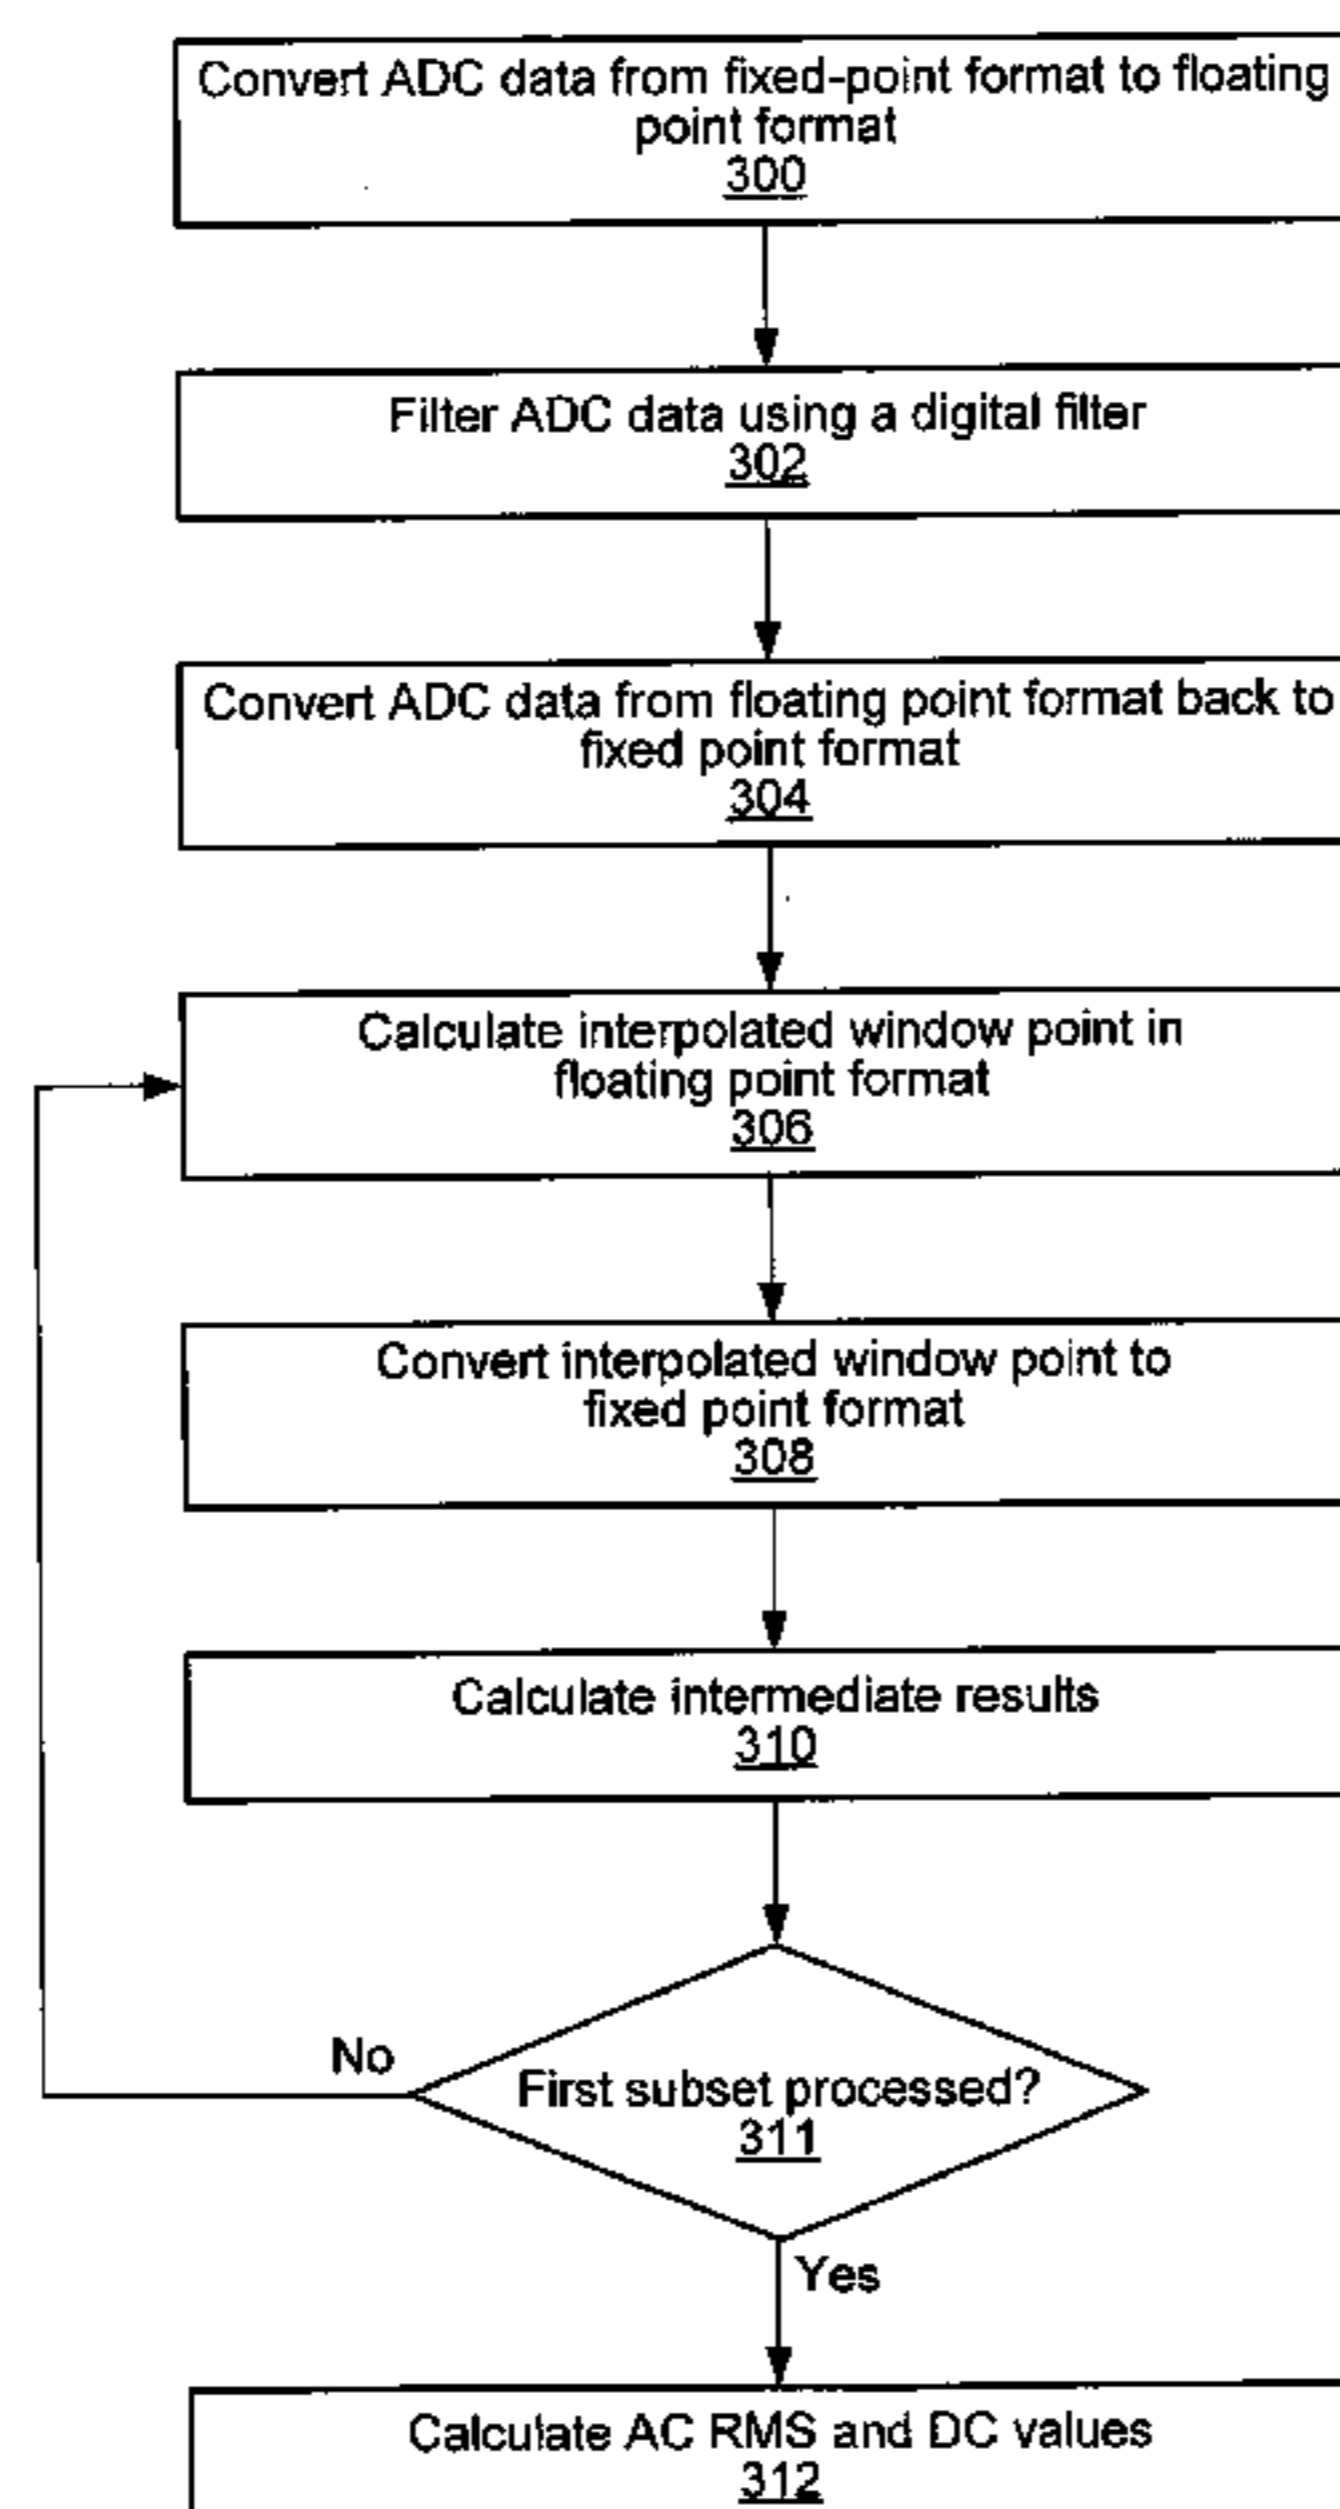 Convert ADC data from fixed-point format to floating
point format
300
Filter ADC data using a digital filter
302
Convert ADC data from floating point format back to
fixed point format
304
Calculate interpolated window point in
floating point format
306
Convert interpolated window point to
fixed point format
308
Calculate intermediate results
310
No
First subset processed?
311
Yes
Calculate AC RMS and DC values
312